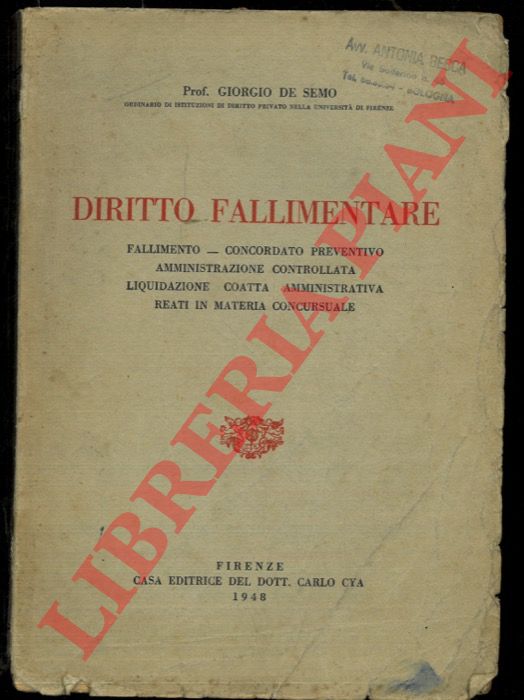 Avv. ANTONIA BECCA
Prof. GIORGIO DE SEMO
ORDINARIO DI ISTITUZIONI DI DIRITTO PRIVATO NELLA UNIVERSITÀ DI FIRENZE
DIRITTO FALLIMENTARE
FALLIMENTO — CONCORDATO PREVENTIVO
AMMINISTRAZIONE CONTROLLATA
LIQUIDAZIONE COATTA AMMINISTRATIVA
REATI IN MATERIA CONCURSUALE
FIRENZE
CASA EDITRICE DEL DOTT. CARLO CYA
1948
LIBRERIA PIANI